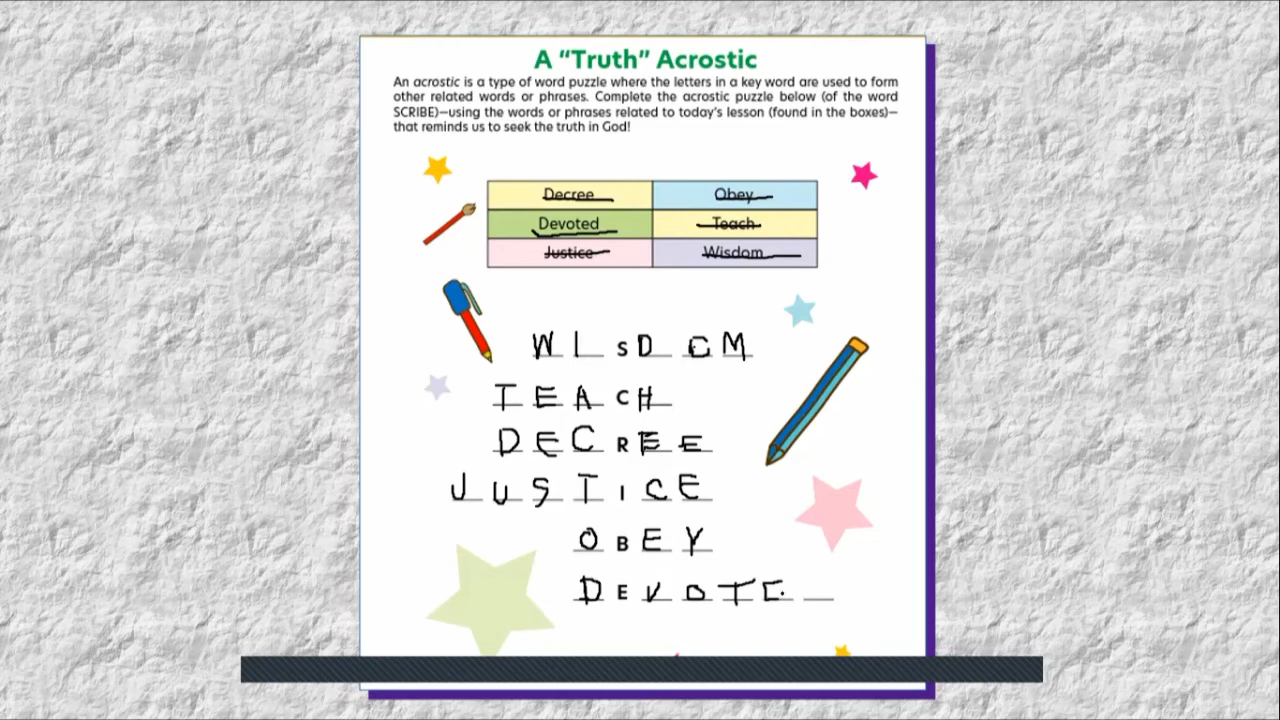 A “Truth” Acrostic
An acrostic is a type of word puzzle where the letters in a key word are used to form
other related words or phrases. Complete the acrostic puzzle below (of the word
SCRIBE)—using the words or phrases related to today's lesson (found in the boxes)—
that reminds us to seek the truth in God!
Decree Obey
Devoted Teach
Justice Wisdom
WISDOM
TEACH
DECREE
JUSTICE
OBEY
DEVOTE_